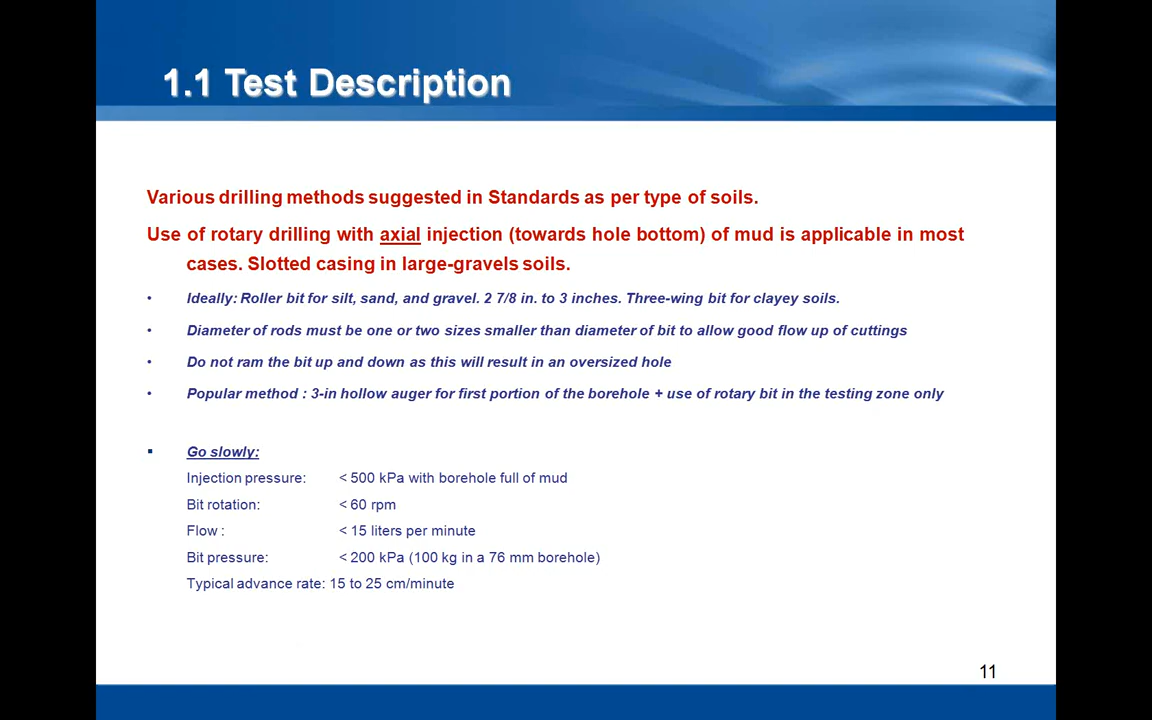 1.1 Test Description
Various drilling methods suggested in Standards as per type of soils.
Use of rotary drilling with axial injection (towards hole bottom) of mud is applicable in most
cases. Slotted casing in large-gravels soils.
• Ideally: Roller bit for silt, sand, and gravel. 2 7/8 in. to 3 inches. Three-wing bit for clayey soils.
• Diameter of rods must be one or two sizes smaller than diameter of bit to allow good flow up of cuttings
• Do not ram the bit up and down as this will result in an oversized hole
• Popular method : 3-in hollow auger for first portion of the borehole + use of rotary bit in the testing zone only
▪ Go slowly:
Injection pressure: < 500 kPa with borehole full of mud
Bit rotation: < 60 rpm
Flow : < 15 liters per minute
Bit pressure: < 200 kPa (100 kg in a 76 mm borehole)
Typical advance rate: 15 to 25 cm/minute
11